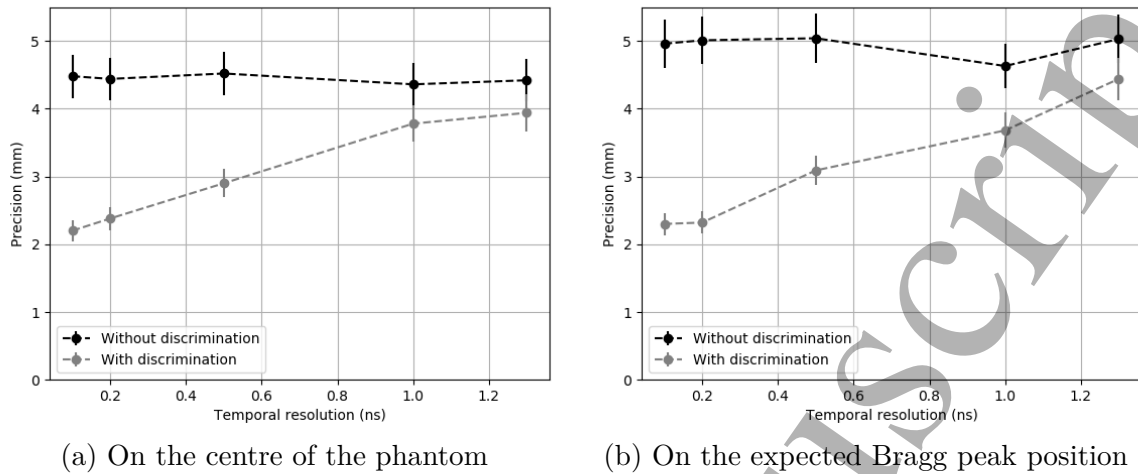 5
4
3
2
1
0
Precision (mm)
Without discrimination
With discrimination
0.2 0.4 0.6 0.8 1.0 1.2
Temporal resolution (ns)
(a) On the centre of the phantom
5
4
3
2
1
0
Precision (mm)
Without discrimination
With discrimination
0.2 0.4 0.6 0.8 1.0 1.2
Temporal resolution (ns)
(b) On the expected Bragg peak position